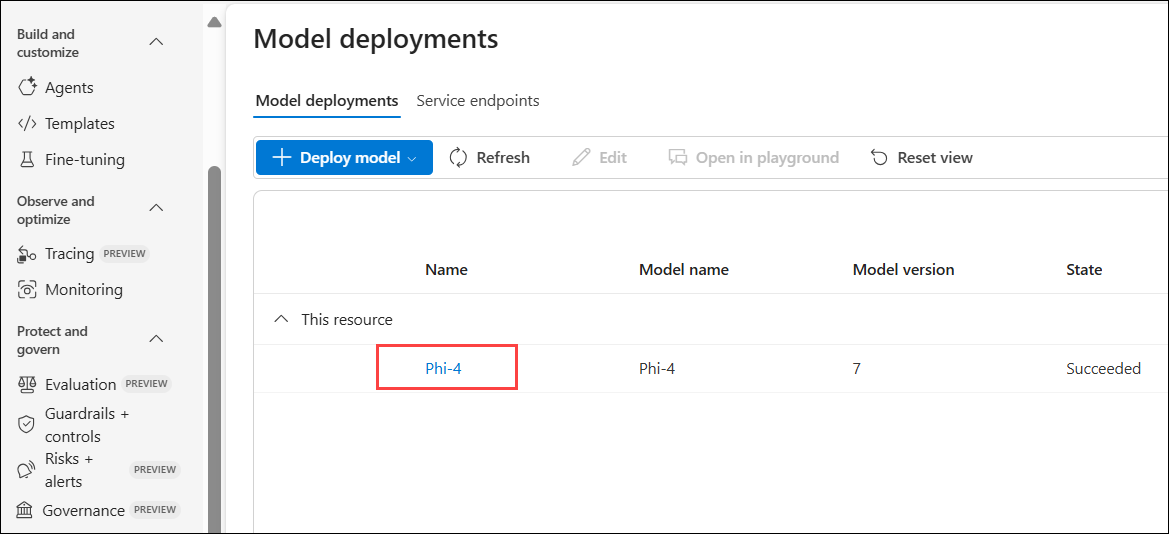 Build and
customize
Agents
Templates
Fine-tuning
Observe and
optimize
Tracing PREVIEW
Monitoring
Protect and
govern
Evaluation PREVIEW
Guardrails +
controls
Risks +
alerts PREVIEW
Governance PREVIEW
Model deployments
Model deployments Service endpoints
Deploy model Refresh Edit Open in playground Reset view
Name Model name Model version State
This resource
Phi-4 Phi-4 7 Succeeded